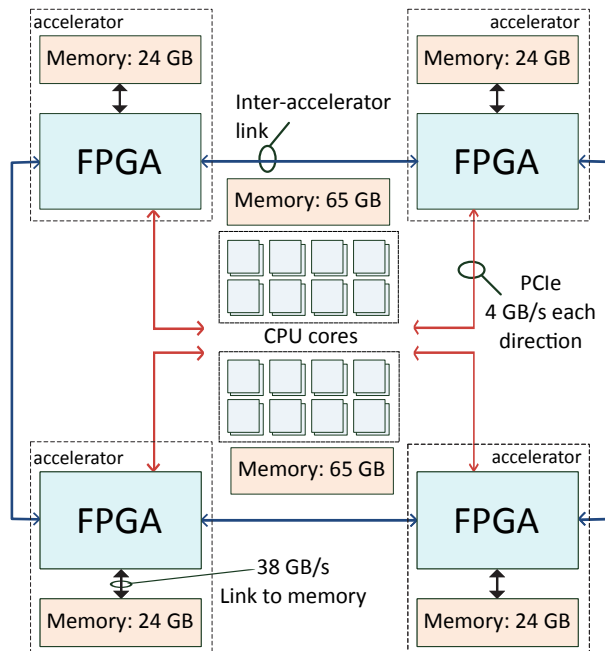 accelerator
accelerator
Memory: 24 GB
Memory: 24 GB
Inter-accelerator
link
FPGA
FPGA
Memory: 65 GB
PCIe
4 GB/s each
direction
CPU cores
accelerator
accelerator
Memory: 65 GB
FPGA
FPGA
38 GB/s
Link to memory
Memory: 24 GB
Memory: 24 GB